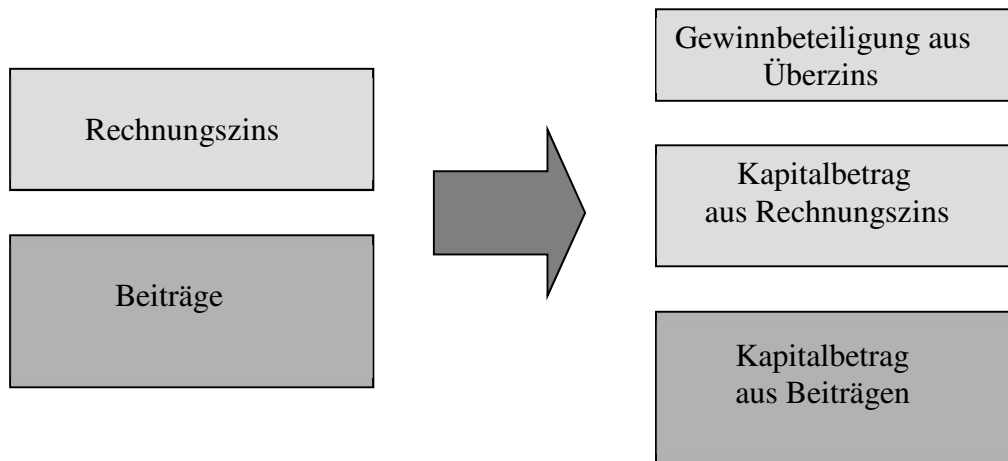 Rechnungszins
Beiträge
Gewinnbeteiligung aus
Überzins
Kapitalbetrag
aus Rechnungszins
Kapitalbetrag
aus Beiträgen